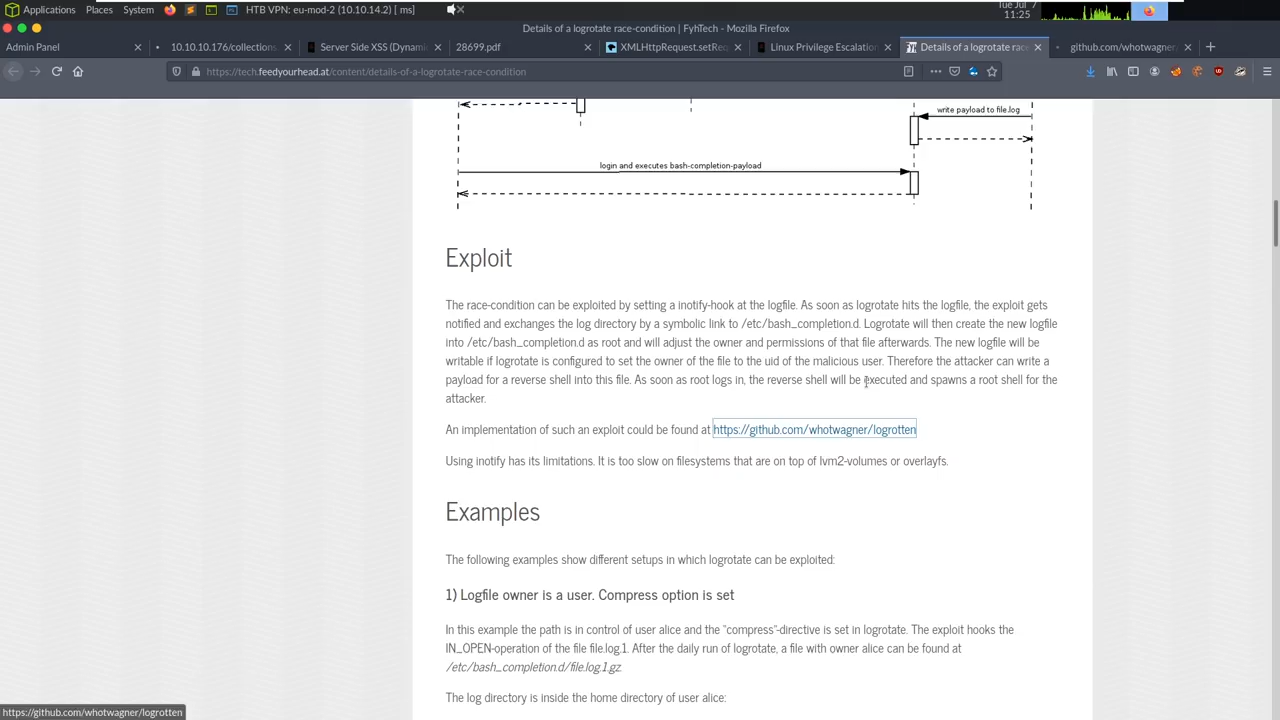 Applications Places System HTB VPN: eu-mod-2 (10.10.14.2) [ms] Tue Jul 7
11:25
Details of a logrotate race-condition | FyhTech - Mozilla Firefox
Admin Panel 10.10.10.176/collections Server Side XSS (Dynamic 28699.pdf XMLHttpRequest.setReq Linux Privilege Escalation Details of a logrotate race github.com/whotwagner
https://tech.feedyourhead.at/content/details-of-a-logrotate-race-condition
write payload to file.log
login and executes bash-completion-payload
Exploit
The race-condition can be exploited by setting a inotify-hook at the logfile. As soon as logrotate hits the logfile, the exploit gets
notified and exchanges the log directory by a symbolic link to /etc/bash_completion.d. Logrotate will then create the new logfile
into /etc/bash_completion.d as root and will adjust the owner and permissions of that file afterwards. The new logfile will be
writable if logrotate is configured to set the owner of the file to the uid of the malicious user. Therefore the attacker can write a
payload for a reverse shell into this file. As soon as root logs in, the reverse shell will be executed and spawns a root shell for the
attacker.
An implementation of such an exploit could be found at https://github.com/whotwagner/logrotten
Using inotify has its limitations. It is too slow on filesystems that are on top of lvm2-volumes or overlayfs.
Examples
The following examples show different setups in which logrotate can be exploited:
1) Logfile owner is a user. Compress option is set
In this example the path is in control of user alice and the "compress"-directive is set in logrotate. The exploit hooks the
IN_OPEN-operation of the file file.log.1. After the daily run of logrotate, a file with owner alice can be found at
/etc/bash_completion.d/file.log.1.gz.
The log directory is inside the home directory of user alice:
https://github.com/whotwagner/logrotten